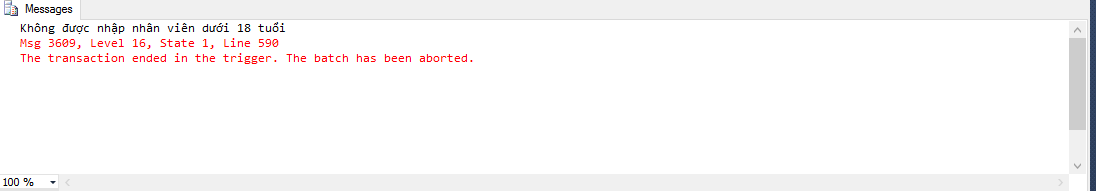 Messages
Không được nhập nhân viên dưới 18 tuổi
Msg 3609, Level 16, State 1, Line 590
The transaction ended in the trigger. The batch has been aborted.
100 %